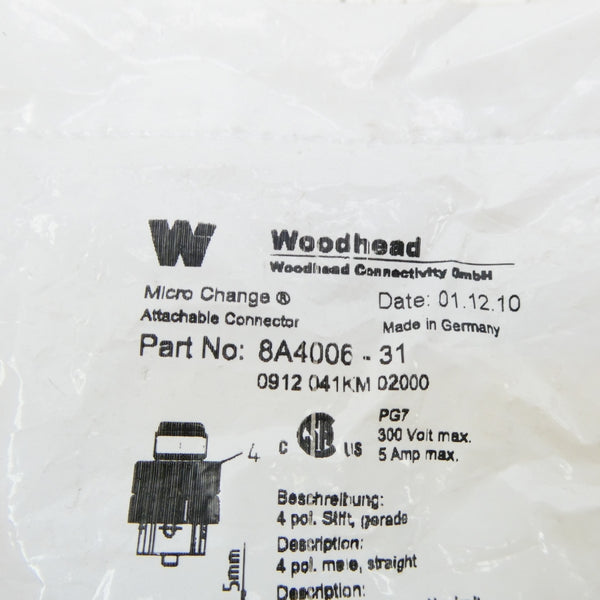 W Woodhead
Woodhead Connectivity GmbH
Micro Change ® Date: 01.12.10
Attachable Connector Made in Germany
Part No: 8A4006 - 31
0912 041KM 02000
PG7
300 Volt max.
5 Amp max.
C US
4
Beschreibung:
4 pol. Stift, gerade
Description:
4 pol. male, straight
Description:
5mm